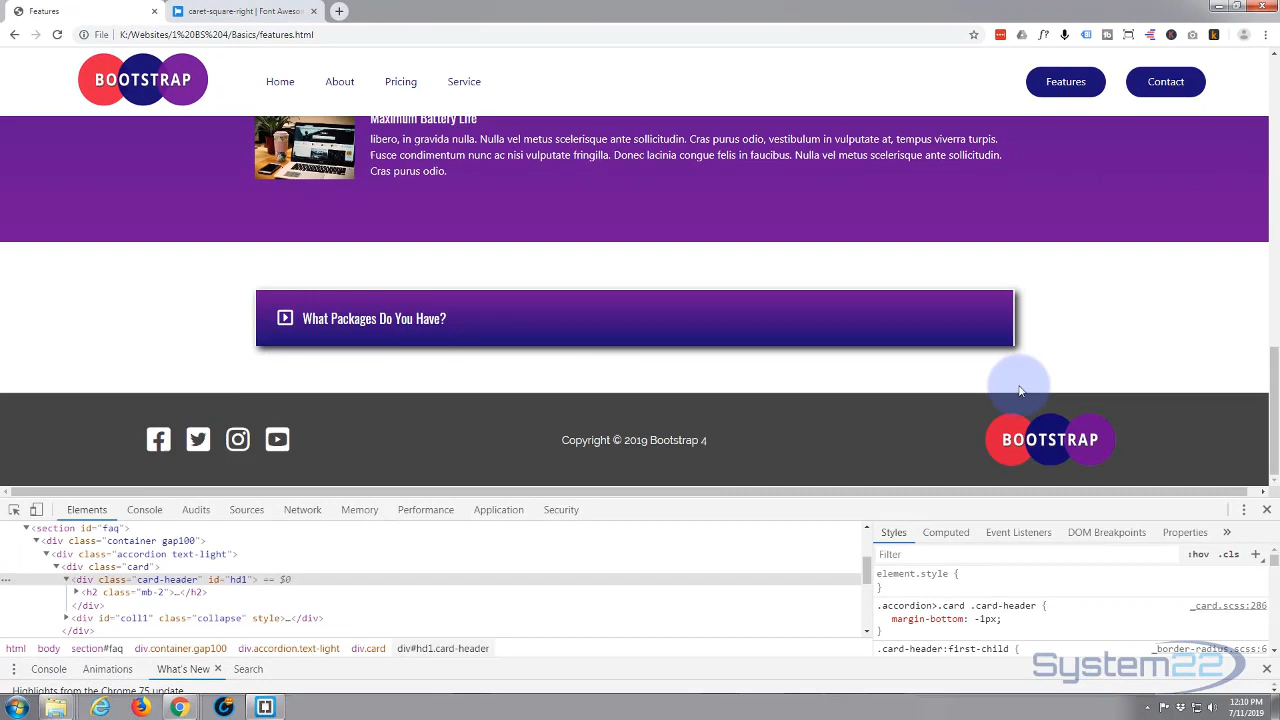 Features
caret-square-right | Font Aweson
File
K:/Websites/1%20BS%204/Basics/features.html
BOOTSTRAP
Home
About
Pricing
Service
Features
Contact
Maximum Battery Life
libero, in gravida nulla. Nulla vel metus scelerisque ante sollicitudin. Cras purus odio, vestibulum in vulputate at, tempus viverra turpis.
Fusce condimentum nunc ac nisi vulputate fringilla. Donec lacinia congue felis in faucibus. Nulla vel metus scelerisque ante sollicitudin.
Cras purus odio.
What Packages Do You Have?
Copyright © 2019 Bootstrap 4
BOOTSTRAP
Elements Console Audits Sources Network Memory Performance Application Security
<section id="faq">
<div class="container gap100">
<div class="accordion text-light">
<div class="card">
... <div class="card-header" id="hd1"> == $0
<h2 class="mb-2">…</h2>
</div>
<div id="coll1" class="collapse" style>…</div>
</div>
html body section#faq div.container.gap100 div.accordion.text-light div.card div#hd1.card-header
Styles Computed Event Listeners DOM Breakpoints Properties »
Filter :hov .cls +
element.style {
}
.accordion>.card .card-header { _card.scss:286
margin-bottom: -1px;
}
.card-header:first-child { _border-radius.scss:6
Console Animations What's New × Search
Highlights from the Chrome 75 update
System22
12:10 PM
7/11/2019